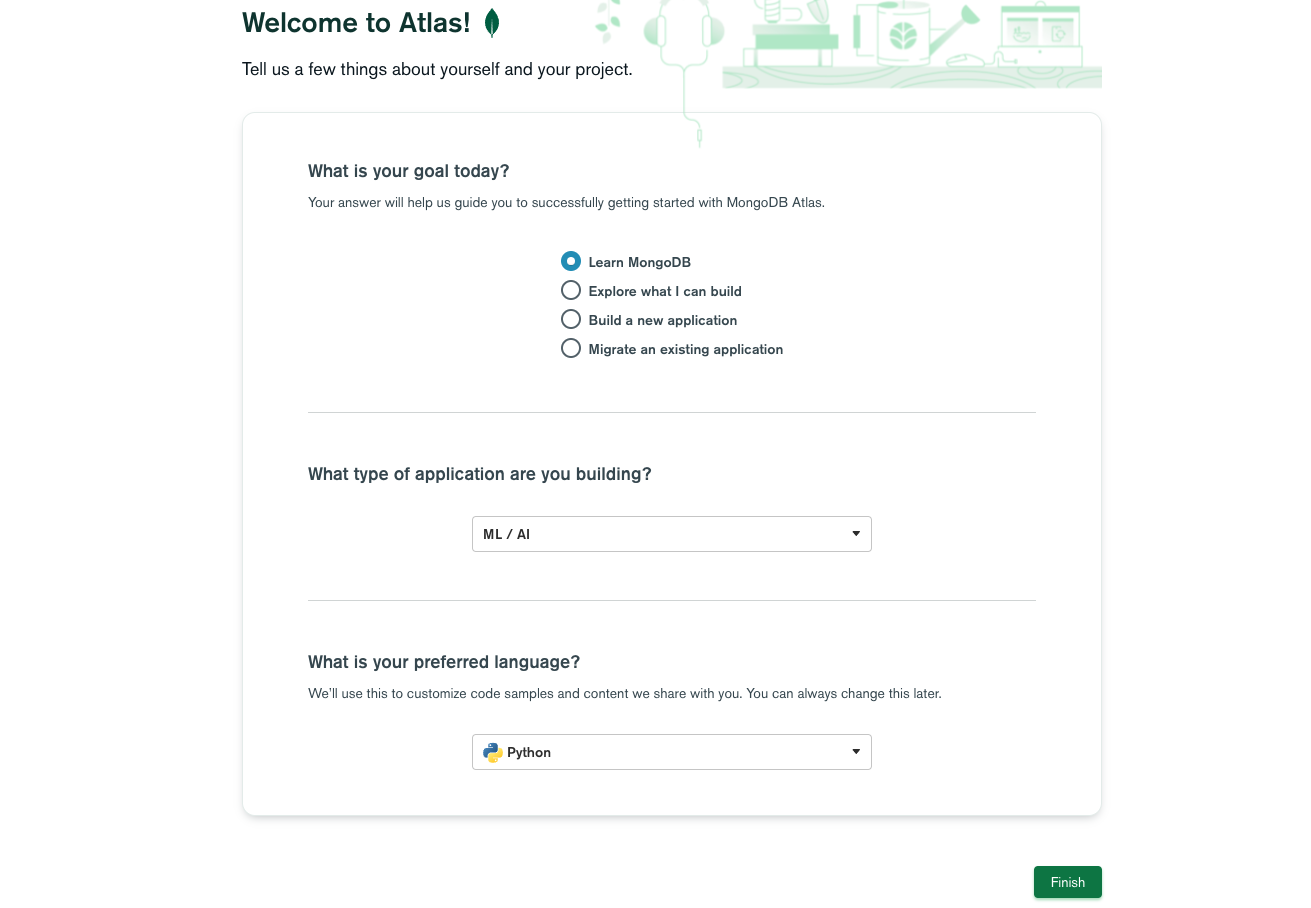 Welcome to Atlas!
Tell us a few things about yourself and your project.
What is your goal today?
Your answer will help us guide you to successfully getting started with MongoDB Atlas.
Learn MongoDB
Explore what I can build
Build a new application
Migrate an existing application
What type of application are you building?
ML / AI
What is your preferred language?
We'll use this to customize code samples and content we share with you. You can always change this later.
Python
Finish